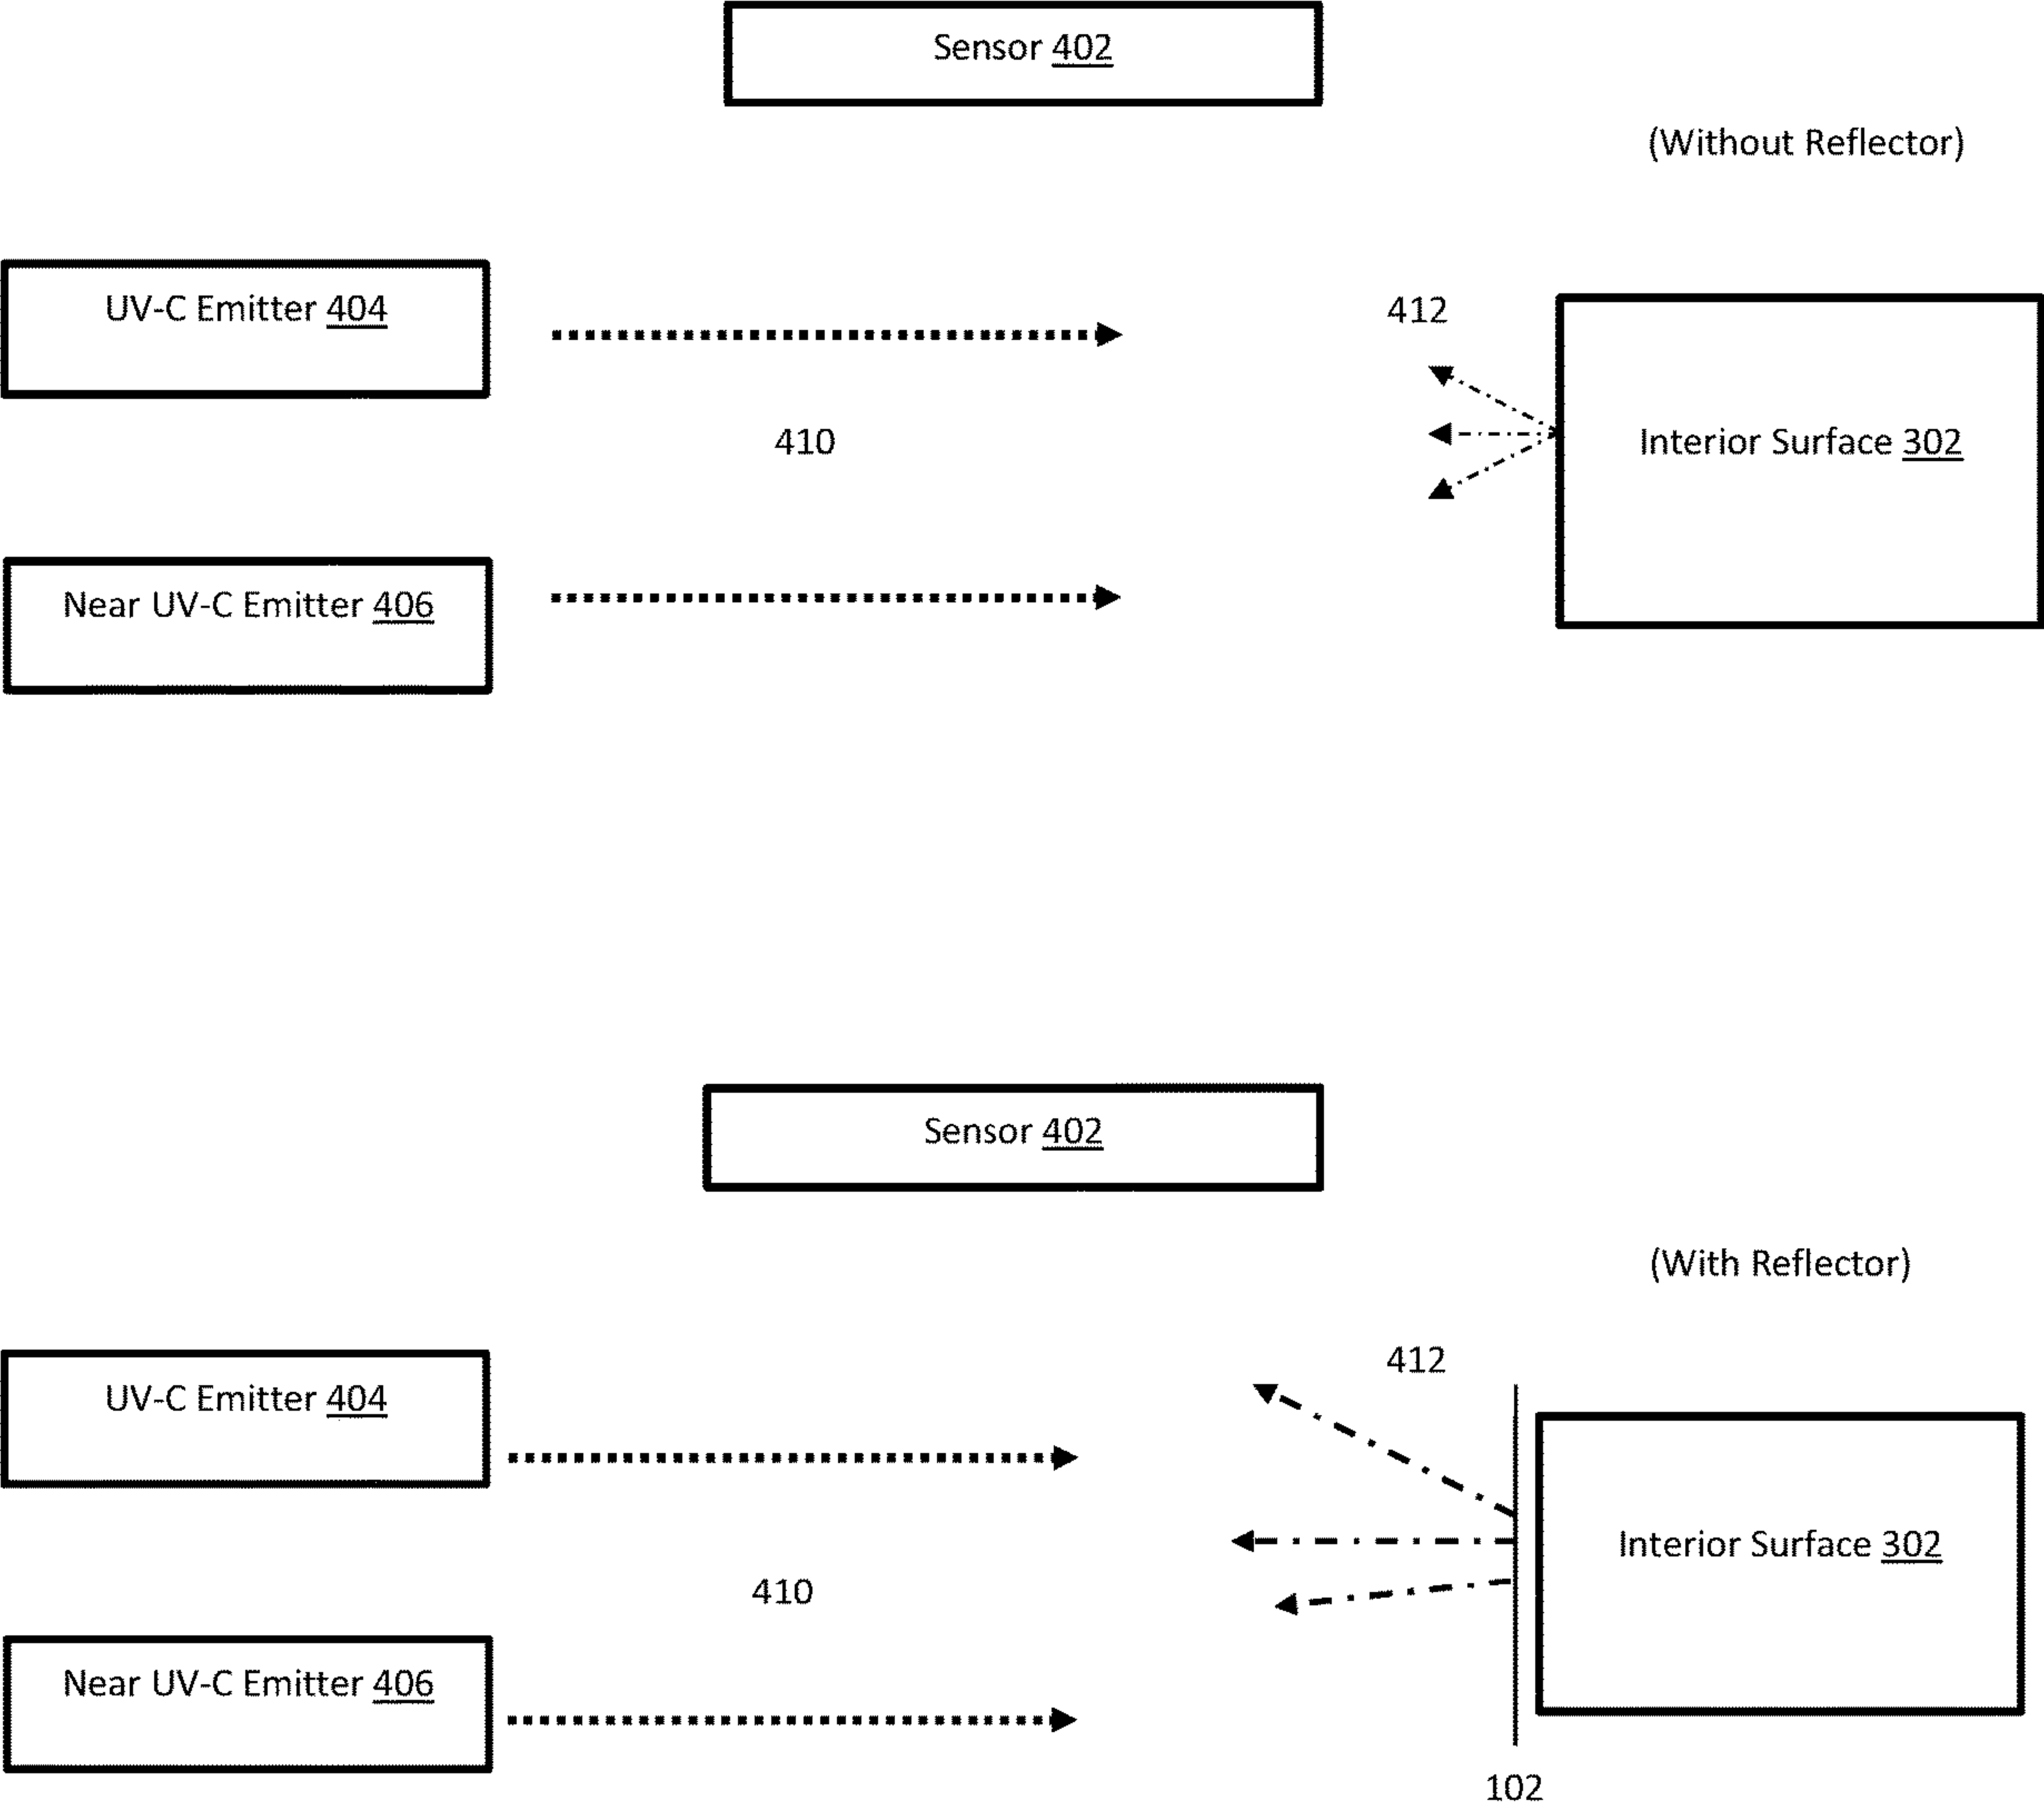 Sensor 402
(Without Reflector)
UV-C Emitter 404
412
410
Interior Surface 302
Near UV-C Emitter 406
Sensor 402
(With Reflector)
412
UV-C Emitter 404
Interior Surface 302
410
Near UV-C Emitter 406
102